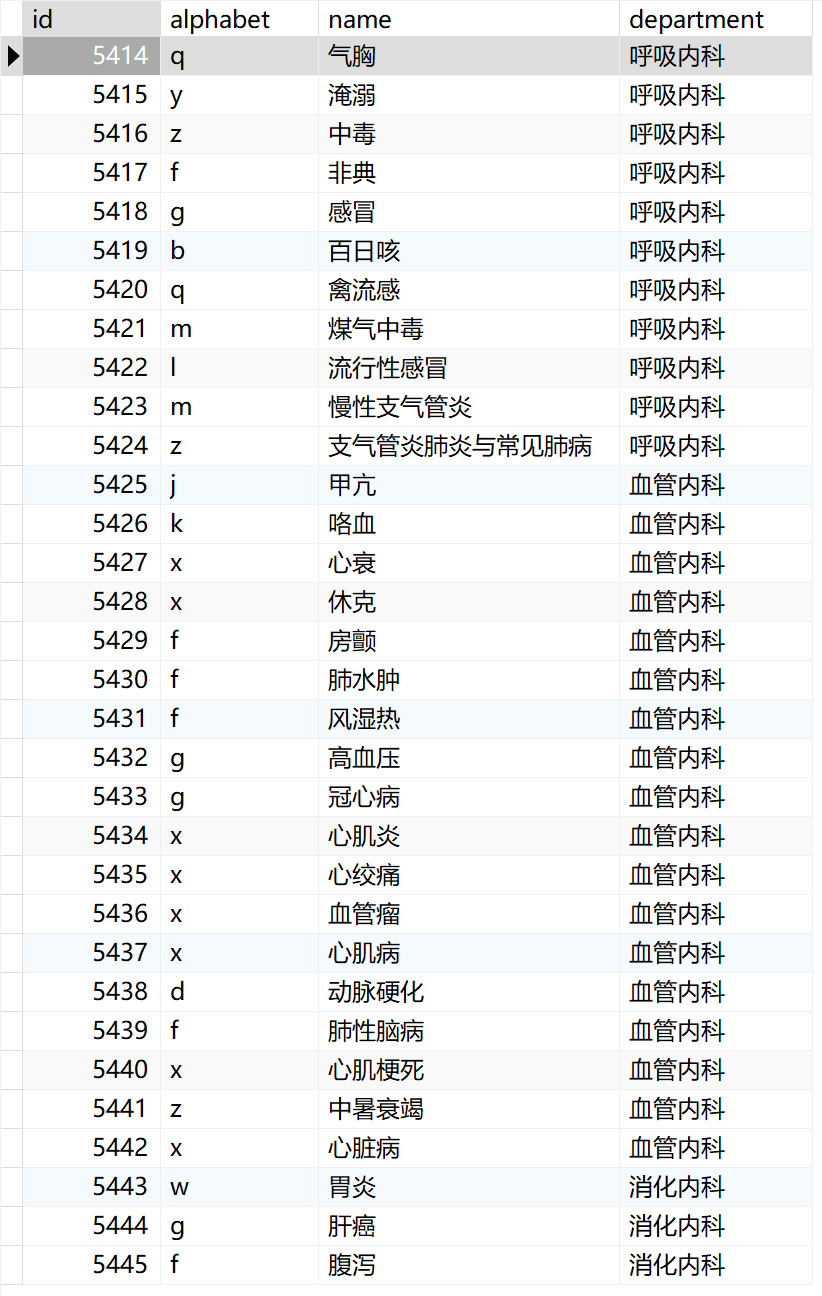 id alphabet name department
5414 q 气胸 呼吸内科
5415 y 淹溺 呼吸内科
5416 z 中毒 呼吸内科
5417 f 非典 呼吸内科
5418 g 感冒 呼吸内科
5419 b 百日咳 呼吸内科
5420 q 禽流感 呼吸内科
5421 m 煤气中毒 呼吸内科
5422 l 流行性感冒 呼吸内科
5423 m 慢性支气管炎 呼吸内科
5424 z 支气管炎肺炎与常见肺病 呼吸内科
5425 j 甲亢 血管内科
5426 k 咯血 血管内科
5427 x 心衰 血管内科
5428 x 休克 血管内科
5429 f 房颤 血管内科
5430 f 肺水肿 血管内科
5431 f 风湿热 血管内科
5432 g 高血压 血管内科
5433 g 冠心病 血管内科
5434 x 心肌炎 血管内科
5435 x 心绞痛 血管内科
5436 x 血管瘤 血管内科
5437 x 心肌病 血管内科
5438 d 动脉硬化 血管内科
5439 f 肺性脑病 血管内科
5440 x 心肌梗死 血管内科
5441 z 中暑衰竭 血管内科
5442 x 心脏病 血管内科
5443 w 胃炎 消化内科
5444 g 肝癌 消化内科
5445 f 腹泻 消化内科